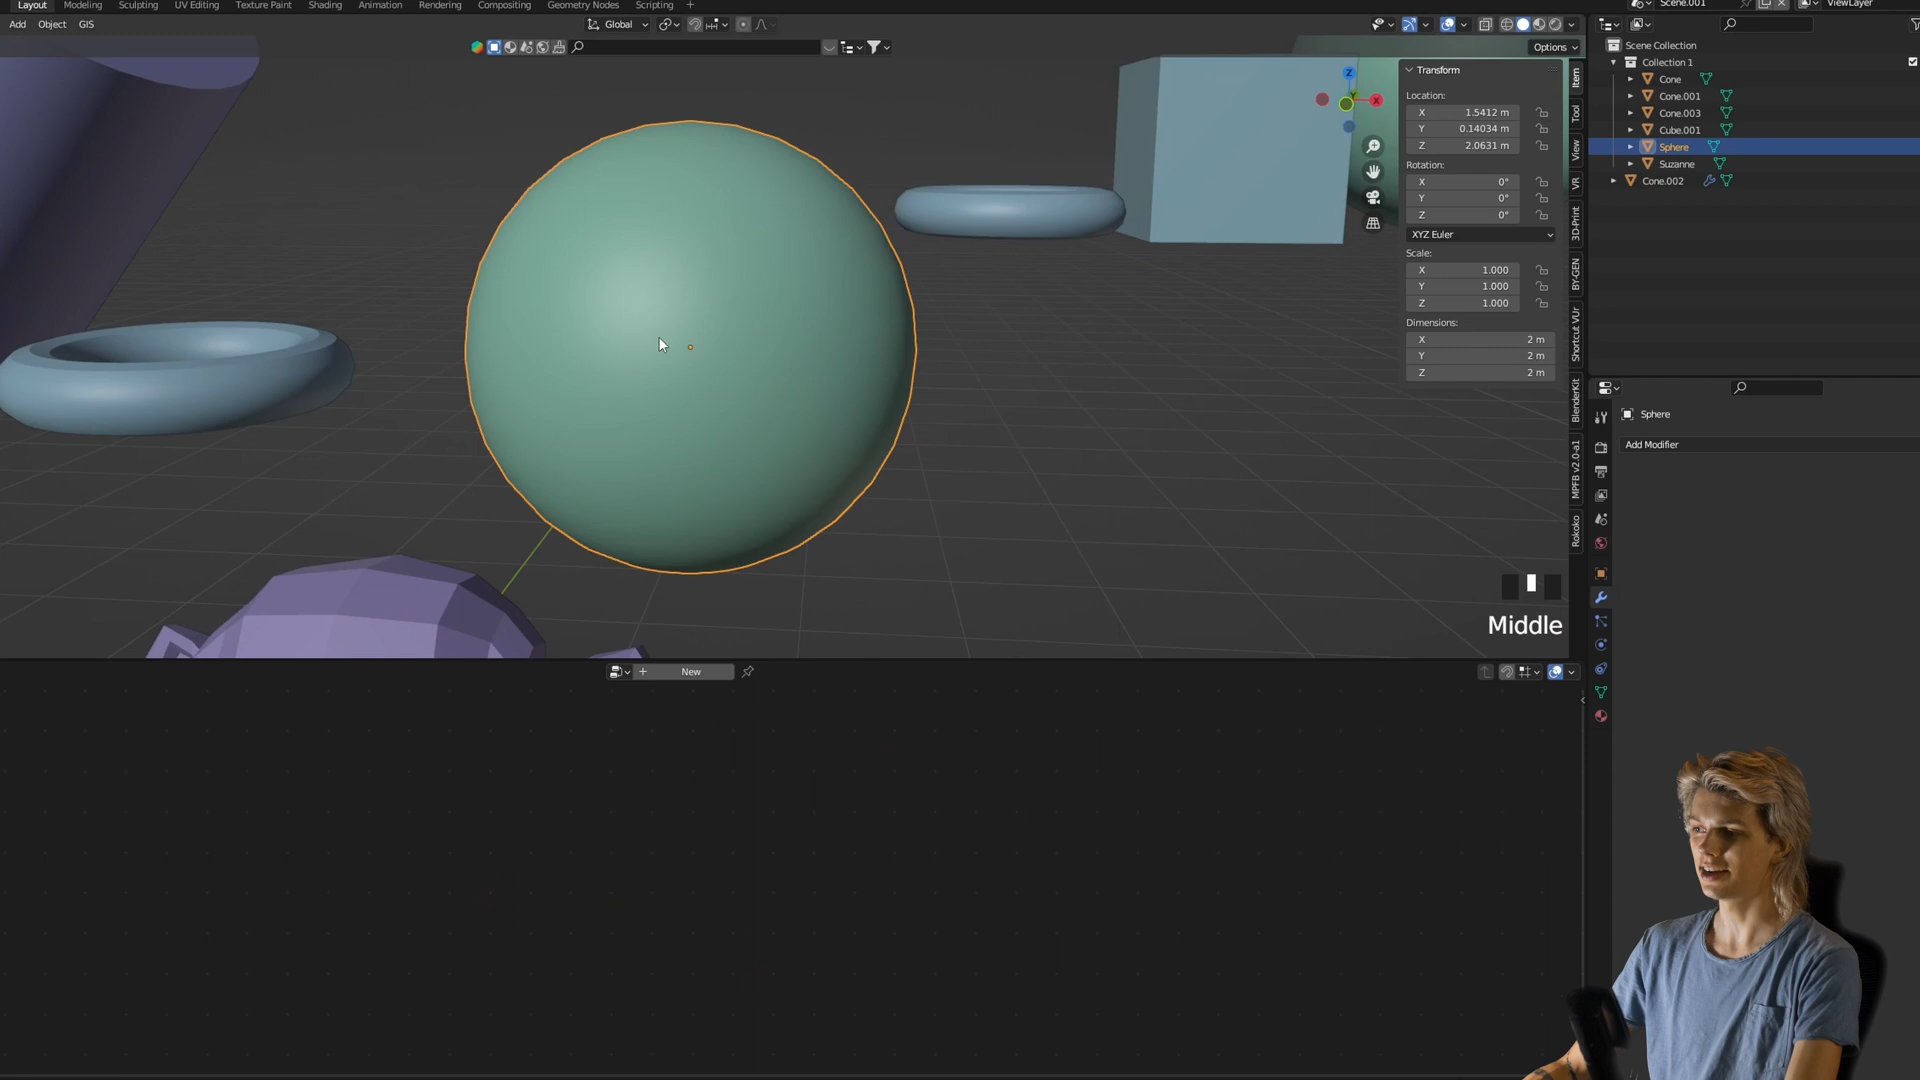 Layout Modeling Sculpting UV Editing Texture Paint Shading Animation Rendering Compositing Geometry Nodes Scripting +
Scene.001
ViewLayer
Add Object GIS
Global
Options
Transform
Location:
X 1.5412 m
Y 0.14034 m
Z 2.0631 m
Rotation:
X 0°
Y 0°
Z 0°
XYZ Euler
Scale:
X 1.000
Y 1.000
Z 1.000
Dimensions:
X 2 m
Y 2 m
Z 2 m
Z
Y
X
Item
Tool
View
VR
3D-Print
BY-GEN
Shortcut VUr
BlenderKit
MPFB v2.0-a1
Rokoko
Scene Collection
Collection 1
Cone
Cone.001
Cone.003
Cube.001
Sphere
Suzanne
Cone.002
Sphere
Add Modifier
Middle
+ New